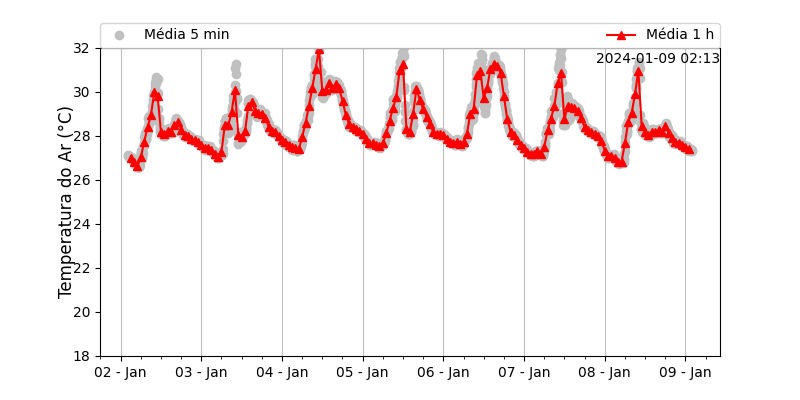 Média 5 min
Média 1 h
2024-01-09 02:13
Temperatura do Ar (°C)
32
30
28
26
24
22
20
18
02 - Jan
03 - Jan
04 - Jan
05 - Jan
06 - Jan
07 - Jan
08 - Jan
09 - Jan